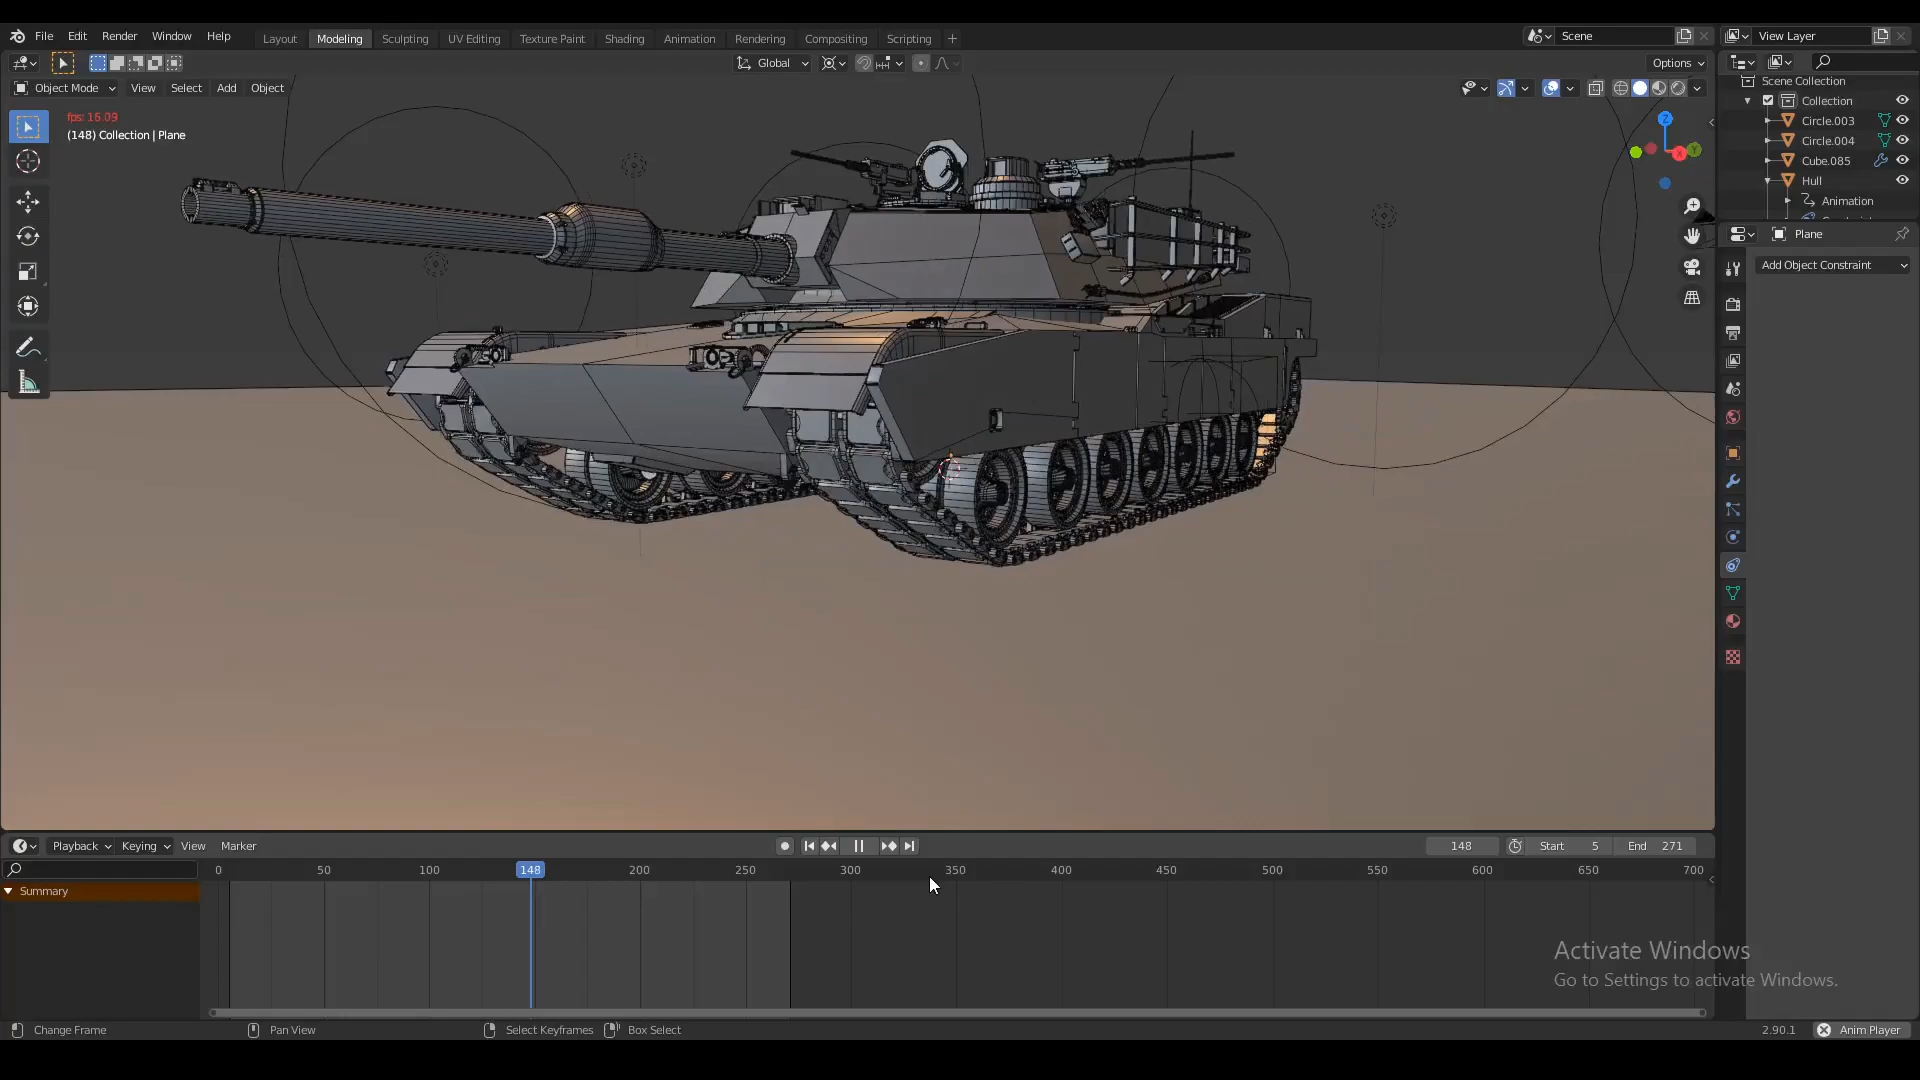 File Edit Render Window Help Layout Modeling Sculpting UV Editing Texture Paint Shading Animation Rendering Compositing Scripting + Scene View Layer
Global Options
Object Mode View Select Add Object
fps: 16.09
(148) Collection | Plane
Z
X
Y
Scene Collection
Collection
Circle.003
Circle.004
Cube.085
Hull
Animation
Plane
Add Object Constraint
Playback Keying View Marker 148 Start 5 End 271
0 50 100 148 200 250 300 350 400 450 500 550 600 650 700
Summary
Activate Windows
Go to Settings to activate Windows.
Change Frame Pan View Select Keyframes Box Select 2.90.1 Anim Player